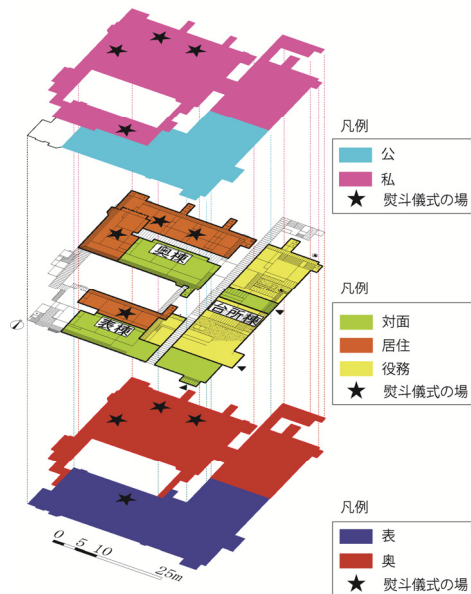 凡例
公
私
★ 熨斗儀式の場
奥棟
表棟
台所棟
凡例
対面
居住
役務
★ 熨斗儀式の場
凡例
表
奥
★ 熨斗儀式の場
0 5 10 25m